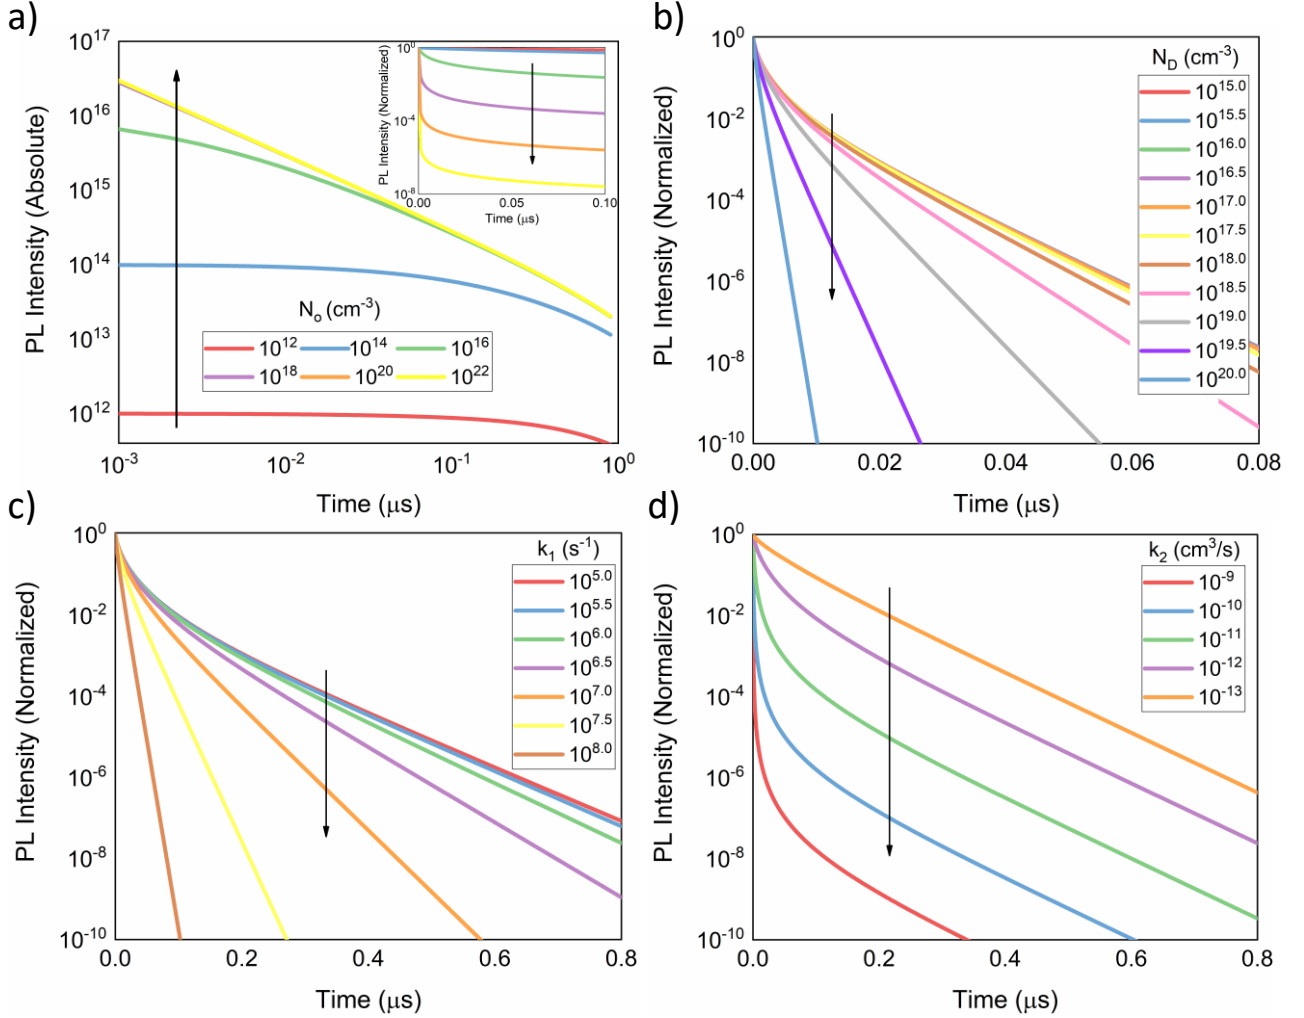 a)
10^17
10^16
10^15
10^14
10^13
10^12
PL Intensity (Absolute)
10^-3
10^-2
10^-1
10^0
Time (μs)
N_o (cm^-3)
10^12 10^14 10^16
10^18 10^20 10^22
PL Intensity (Normalized)
10^0
10^-4
10^-8
0.00 0.05 0.10
Time (μs)
b)
PL Intensity (Normalized)
10^0
10^-2
10^-4
10^-6
10^-8
10^-10
0.00 0.02 0.04 0.06 0.08
Time (μs)
N_D (cm^-3)
10^15.0
10^15.5
10^16.0
10^16.5
10^17.0
10^17.5
10^18.0
10^18.5
10^19.0
10^19.5
10^20.0
c)
PL Intensity (Normalized)
10^0
10^-2
10^-4
10^-6
10^-8
10^-10
0.0 0.2 0.4 0.6 0.8
Time (μs)
k_1 (s^-1)
10^5.0
10^5.5
10^6.0
10^6.5
10^7.0
10^7.5
10^8.0
d)
PL Intensity (Normalized)
10^0
10^-2
10^-4
10^-6
10^-8
10^-10
0.0 0.2 0.4 0.6 0.8
Time (μs)
k_2 (cm^3/s)
10^-9
10^-10
10^-11
10^-12
10^-13